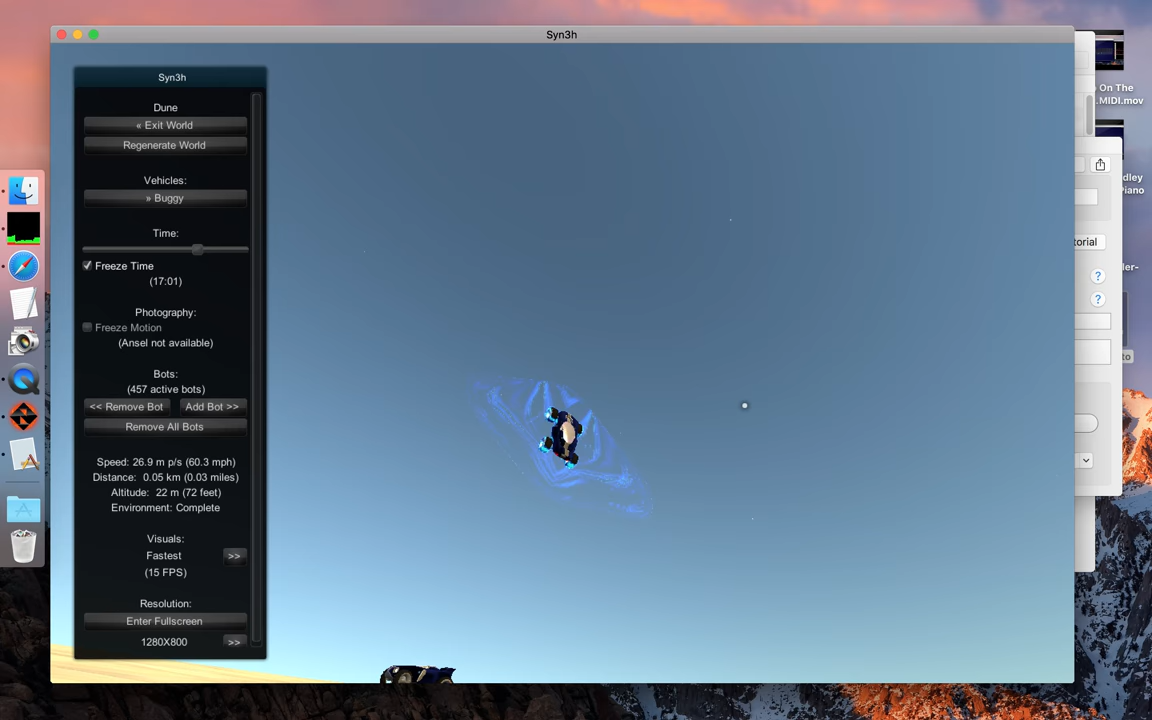 Syn3h
Syn3h
Dune
« Exit World
Regenerate World
Vehicles:
» Buggy
Time:
Freeze Time
(17:01)
Photography:
Freeze Motion
(Ansel not available)
Bots:
(457 active bots)
<< Remove Bot
Add Bot >>
Remove All Bots
Speed: 26.9 m p/s (60.3 mph)
Distance: 0.05 km (0.03 miles)
Altitude: 22 m (72 feet)
Environment: Complete
Visuals:
Fastest
>>
(15 FPS)
Resolution:
Enter Fullscreen
1280X800
>>
On The
.MIDI.mov
dley
Piano
torial
ler-
?
?
to